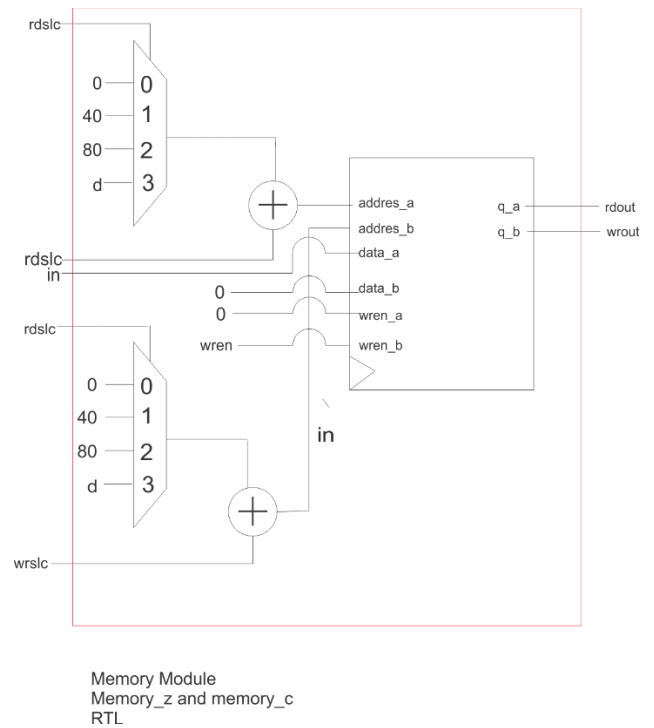 rdslc
0 0
40 1
80 2
d 3
addres_a
q_a
rdout
addres_b
q_b
wrout
data_a
rdslc
in
0
data_b
0
wren_a
rdslc
wren
wren_b
0 0
40 1
80 2
d 3
in
wrslc
Memory Module
Memory_z and memory_c
RTL